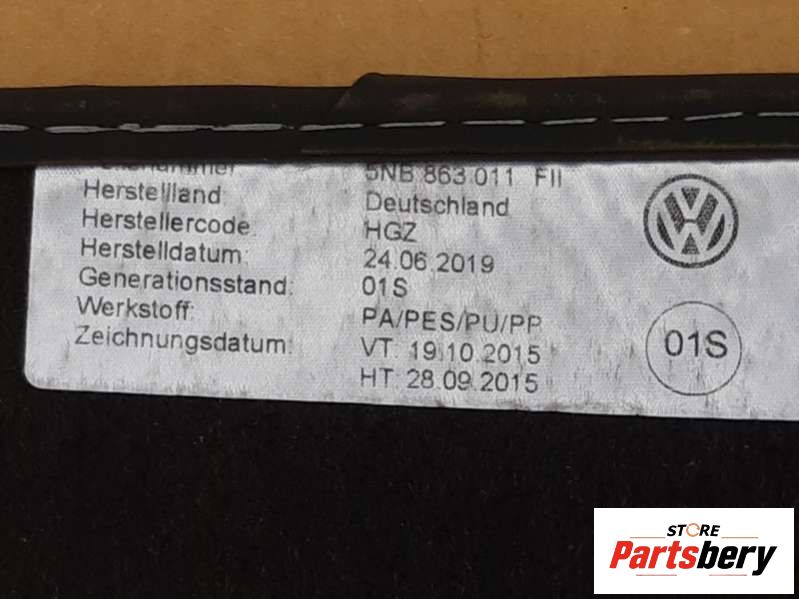 5NB 863 011 FII
Herstellland Deutschland
Herstellercode: HGZ
Herstelldatum: 24.06.2019
Generationsstand: 01S
Werkstoff: PA/PES/PU/PP
Zeichnungsdatum: VT: 19.10.2015
HT: 28.09.2015
01S
STORE
Partsbery